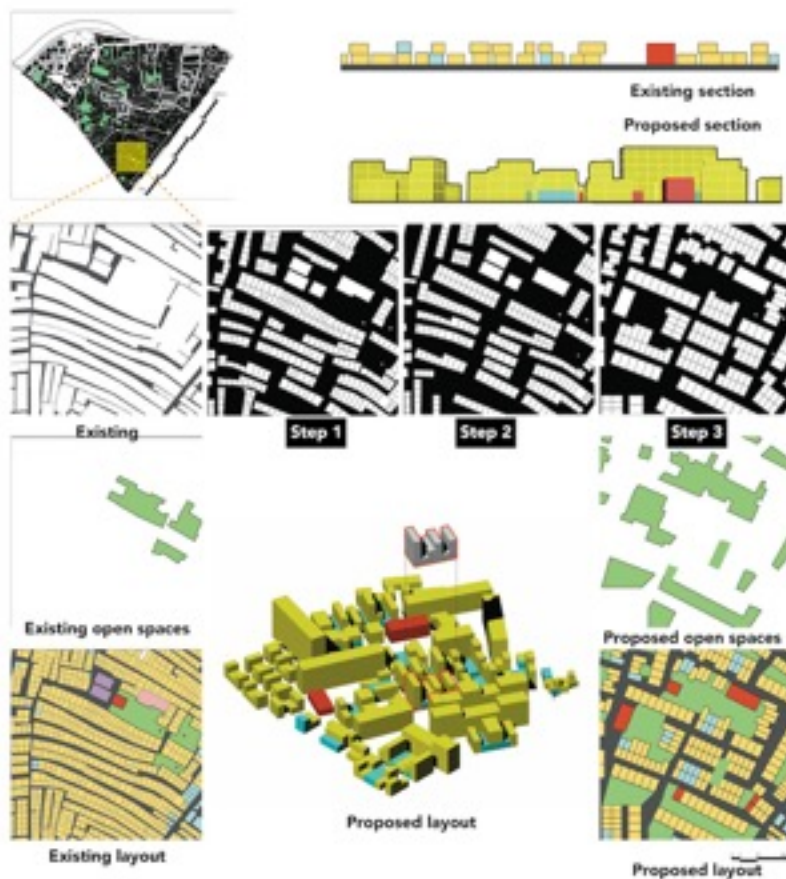 Existing section
Proposed section
Existing
Step 1
Step 2
Step 3
Existing open spaces
Proposed open spaces
Existing layout
Proposed layout
Proposed layout